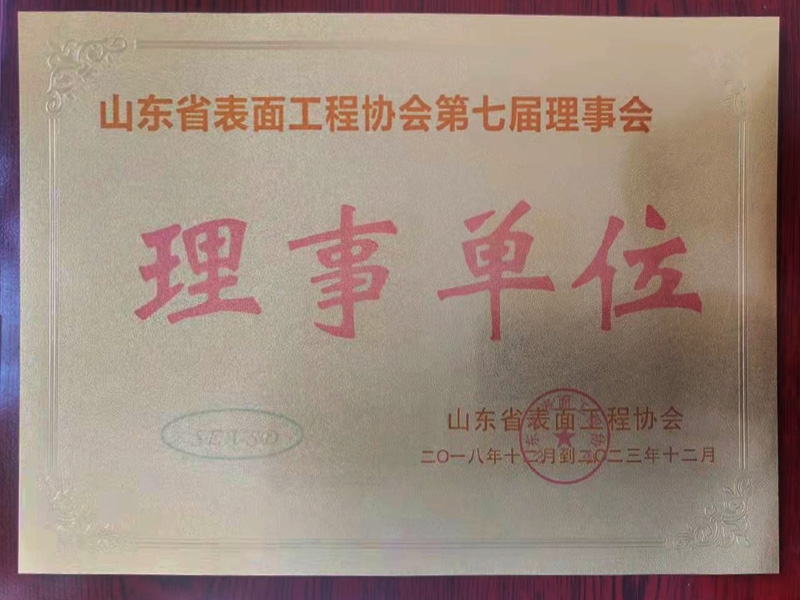 山东省表面工程协会第七届理事会
理事单位
SEA-SD
山东省表面工程协会
二〇一八年十二月到二〇二三年十二月